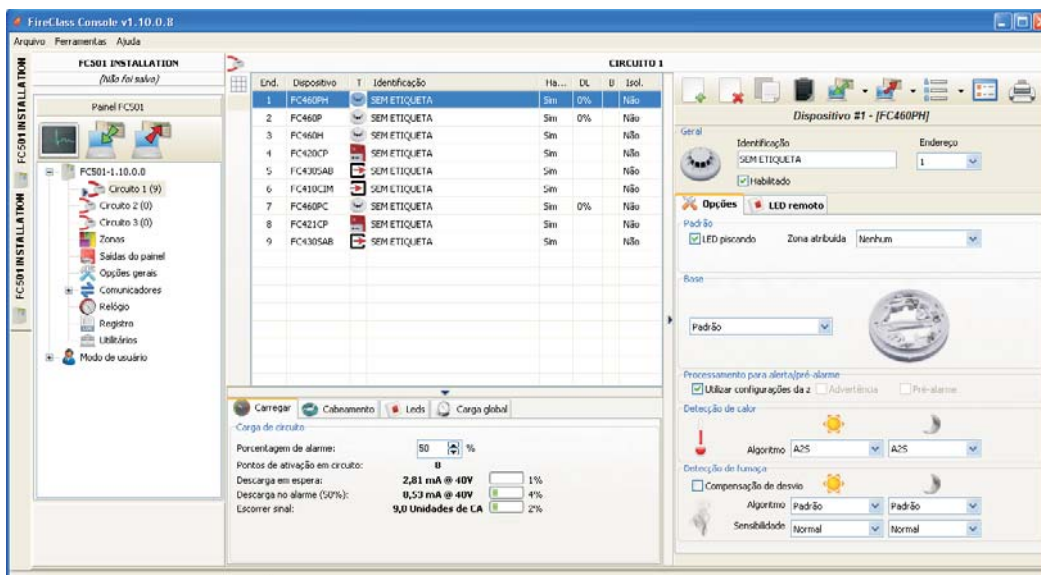 FireClass Console v1.10.0.8
Arquivo Ferramentas Ajuda
FC501 INSTALLATION
FC501 INSTALLATION
FC501 INSTALLATION
(Não foi salvo)
Painel FC501
FC501-1.10.0.0
Circuito 1 (9)
Circuito 2 (0)
Circuito 3 (0)
Zonas
Saídas do painel
Opções gerais
Comunicadores
Relógio
Registro
Utilitários
Modo de usuário
CIRCUITO 1
End. Dispositivo T Identificação Ha... DL B Isol.
1 FC460PH SEM ETIQUETA Sim 0% Não
2 FC460P SEM ETIQUETA Sim 0% Não
3 FC460H SEM ETIQUETA Sim Não
4 FC420CP SEM ETIQUETA Sim Não
5 FC430SAB SEM ETIQUETA Sim Não
6 FC410CIM SEM ETIQUETA Sim Não
7 FC460PC SEM ETIQUETA Sim 0% Não
8 FC421CP SEM ETIQUETA Sim Não
9 FC430SAB SEM ETIQUETA Sim Não
Carregar Cabeamento Leds Carga global
Carga de circuito
Porcentagem de alarme: 50 %
Pontos de ativação em circuito: 8
Descarga em espera: 2,81 mA @ 40V 1%
Descarga no alarme (50%): 8,53 mA @ 40V 4%
Escorrer sinal: 9,0 Unidades de CA 2%
Dispositivo #1 - [FC460PH]
Geral
Identificação Endereço
SEM ETIQUETA 1
Habilitado
Opções LED remoto
Padrão
LED piscando Zona atribuída Nenhum
Base
Padrão
Processamento para alerta/pré-alarme
Utilizar configurações da z Advertência Pré-alarme
Detecção de calor
Algoritmo A2S A2S
Detecção de fumaça
Compensação de desvio
Algoritmo Padrão Padrão
Sensibilidade Normal Normal